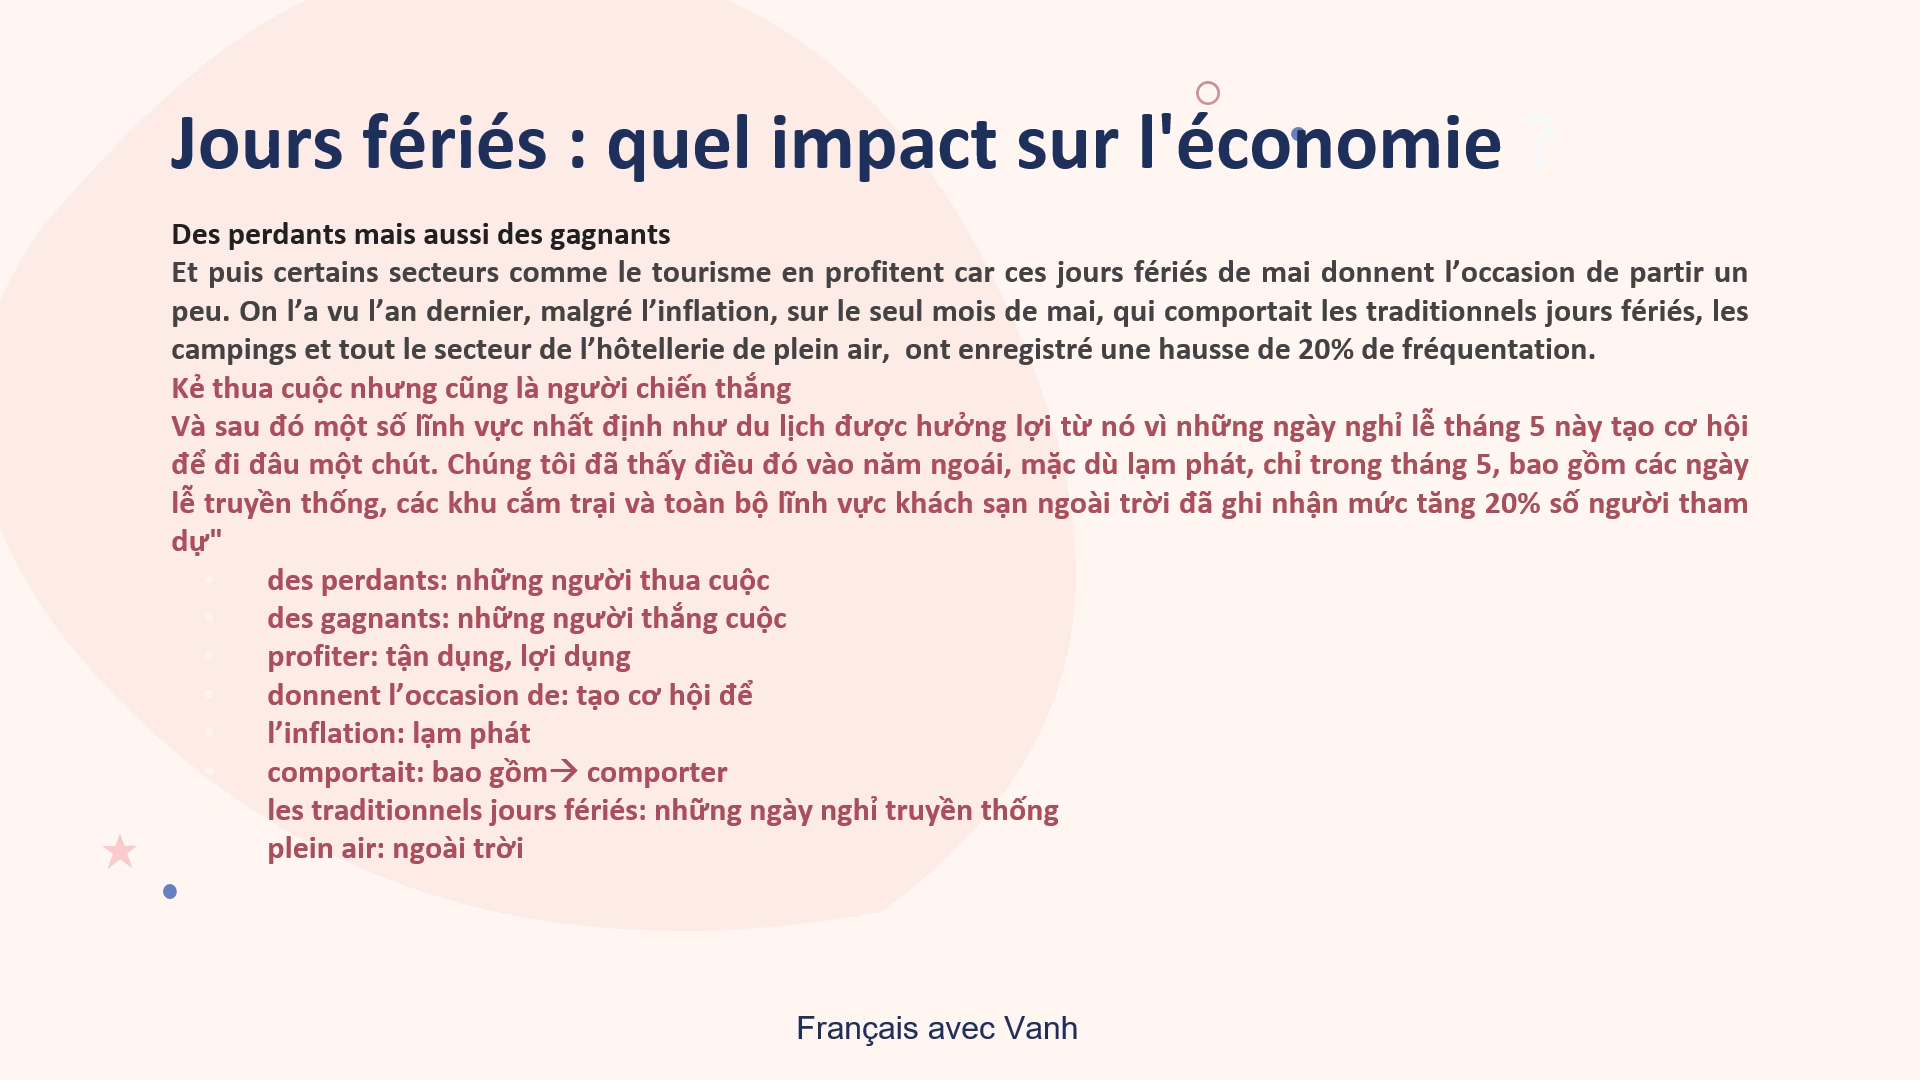 Jours fériés : quel impact sur l'économie ?
Des perdants mais aussi des gagnants
Et puis certains secteurs comme le tourisme en profitent car ces jours fériés de mai donnent l’occasion de partir un
peu. On l’a vu l’an dernier, malgré l’inflation, sur le seul mois de mai, qui comportait les traditionnels jours fériés, les
campings et tout le secteur de l’hôtellerie de plein air,  ont enregistré une hausse de 20% de fréquentation.
Kẻ thua cuộc nhưng cũng là người chiến thắng
Và sau đó một số lĩnh vực nhất định như du lịch được hưởng lợi từ nó vì những ngày nghỉ lễ tháng 5 này tạo cơ hội
để đi đâu một chút. Chúng tôi đã thấy điều đó vào năm ngoái, mặc dù lạm phát, chỉ trong tháng 5, bao gồm các ngày
lễ truyền thống, các khu cắm trại và toàn bộ lĩnh vực khách sạn ngoài trời đã ghi nhận mức tăng 20% số người tham
dự"
• des perdants: những người thua cuộc
• des gagnants: những người thắng cuộc
• profiter: tận dụng, lợi dụng
• donnent l’occasion de: tạo cơ hội để
• l’inflation: lạm phát
• comportait: bao gồm→ comporter
les traditionnels jours fériés: những ngày nghỉ truyền thống
plein air: ngoài trời
Français avec Vanh